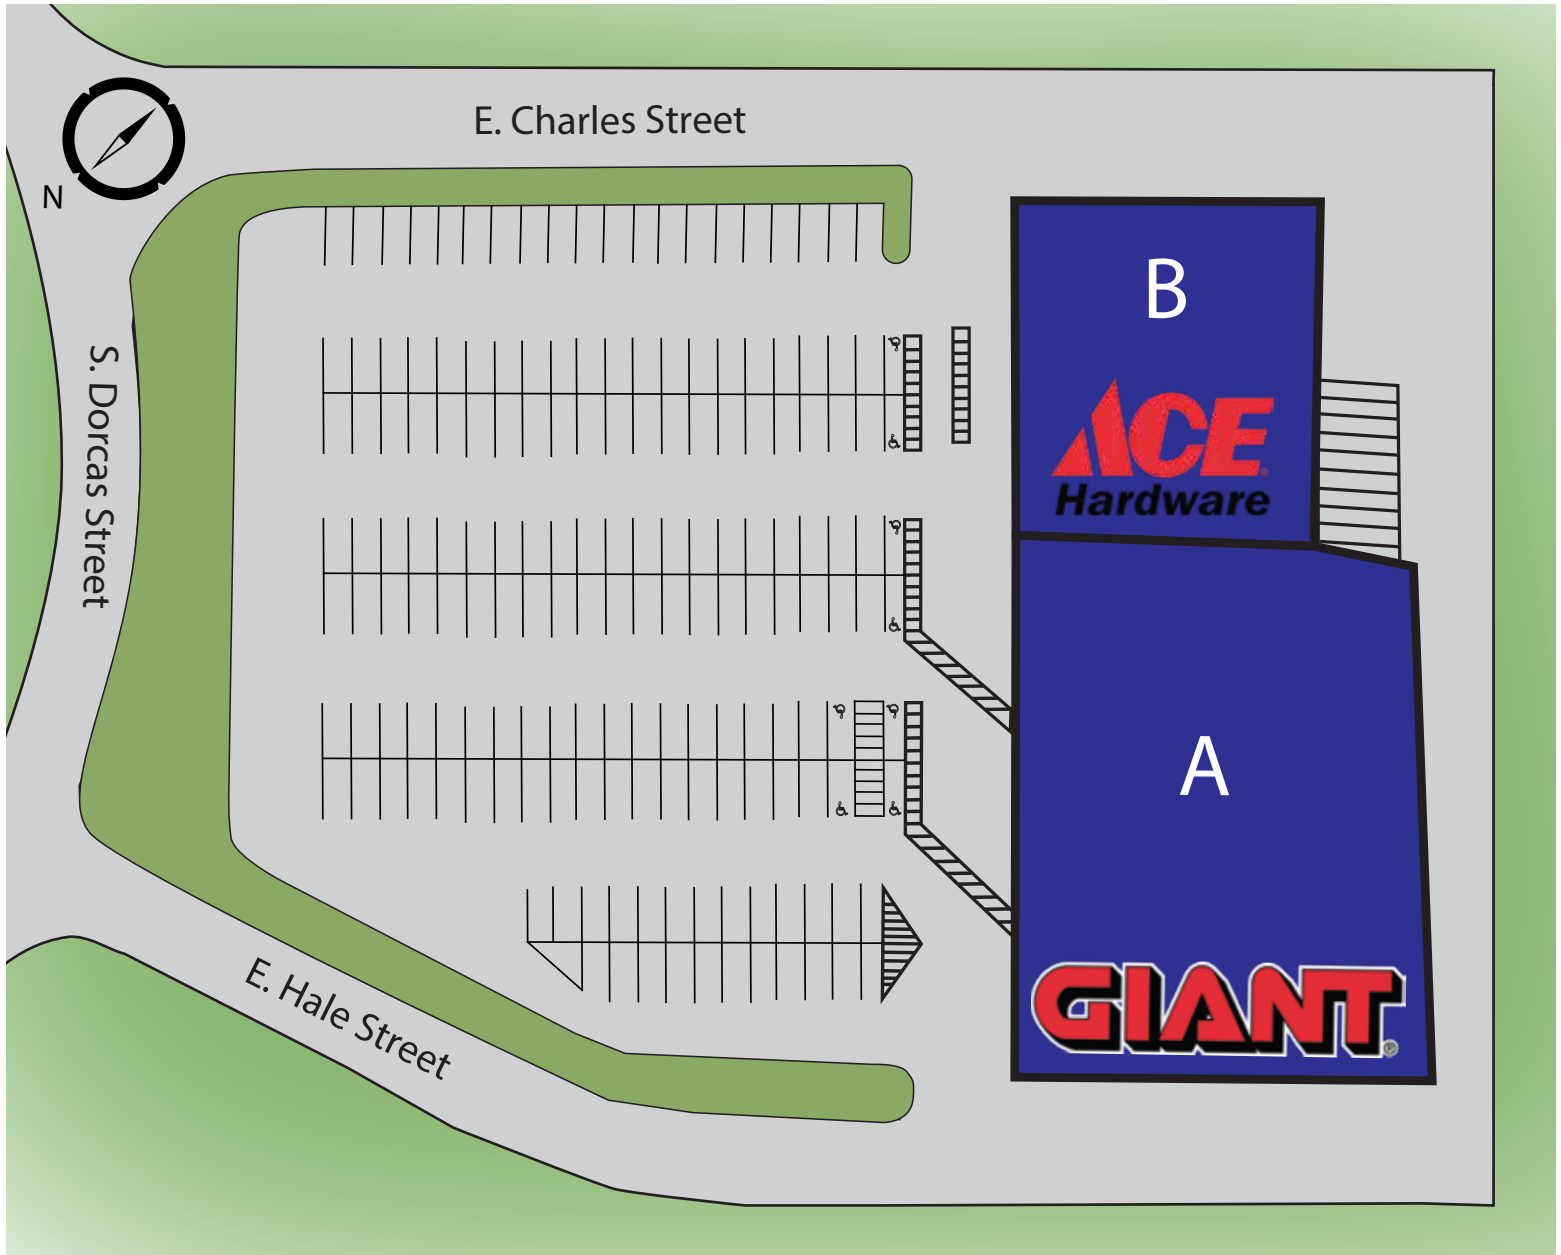 E. Charles Street
N
B
S. Dorcas Street
ACE
Hardware
A
E. Hale Street
GIANT